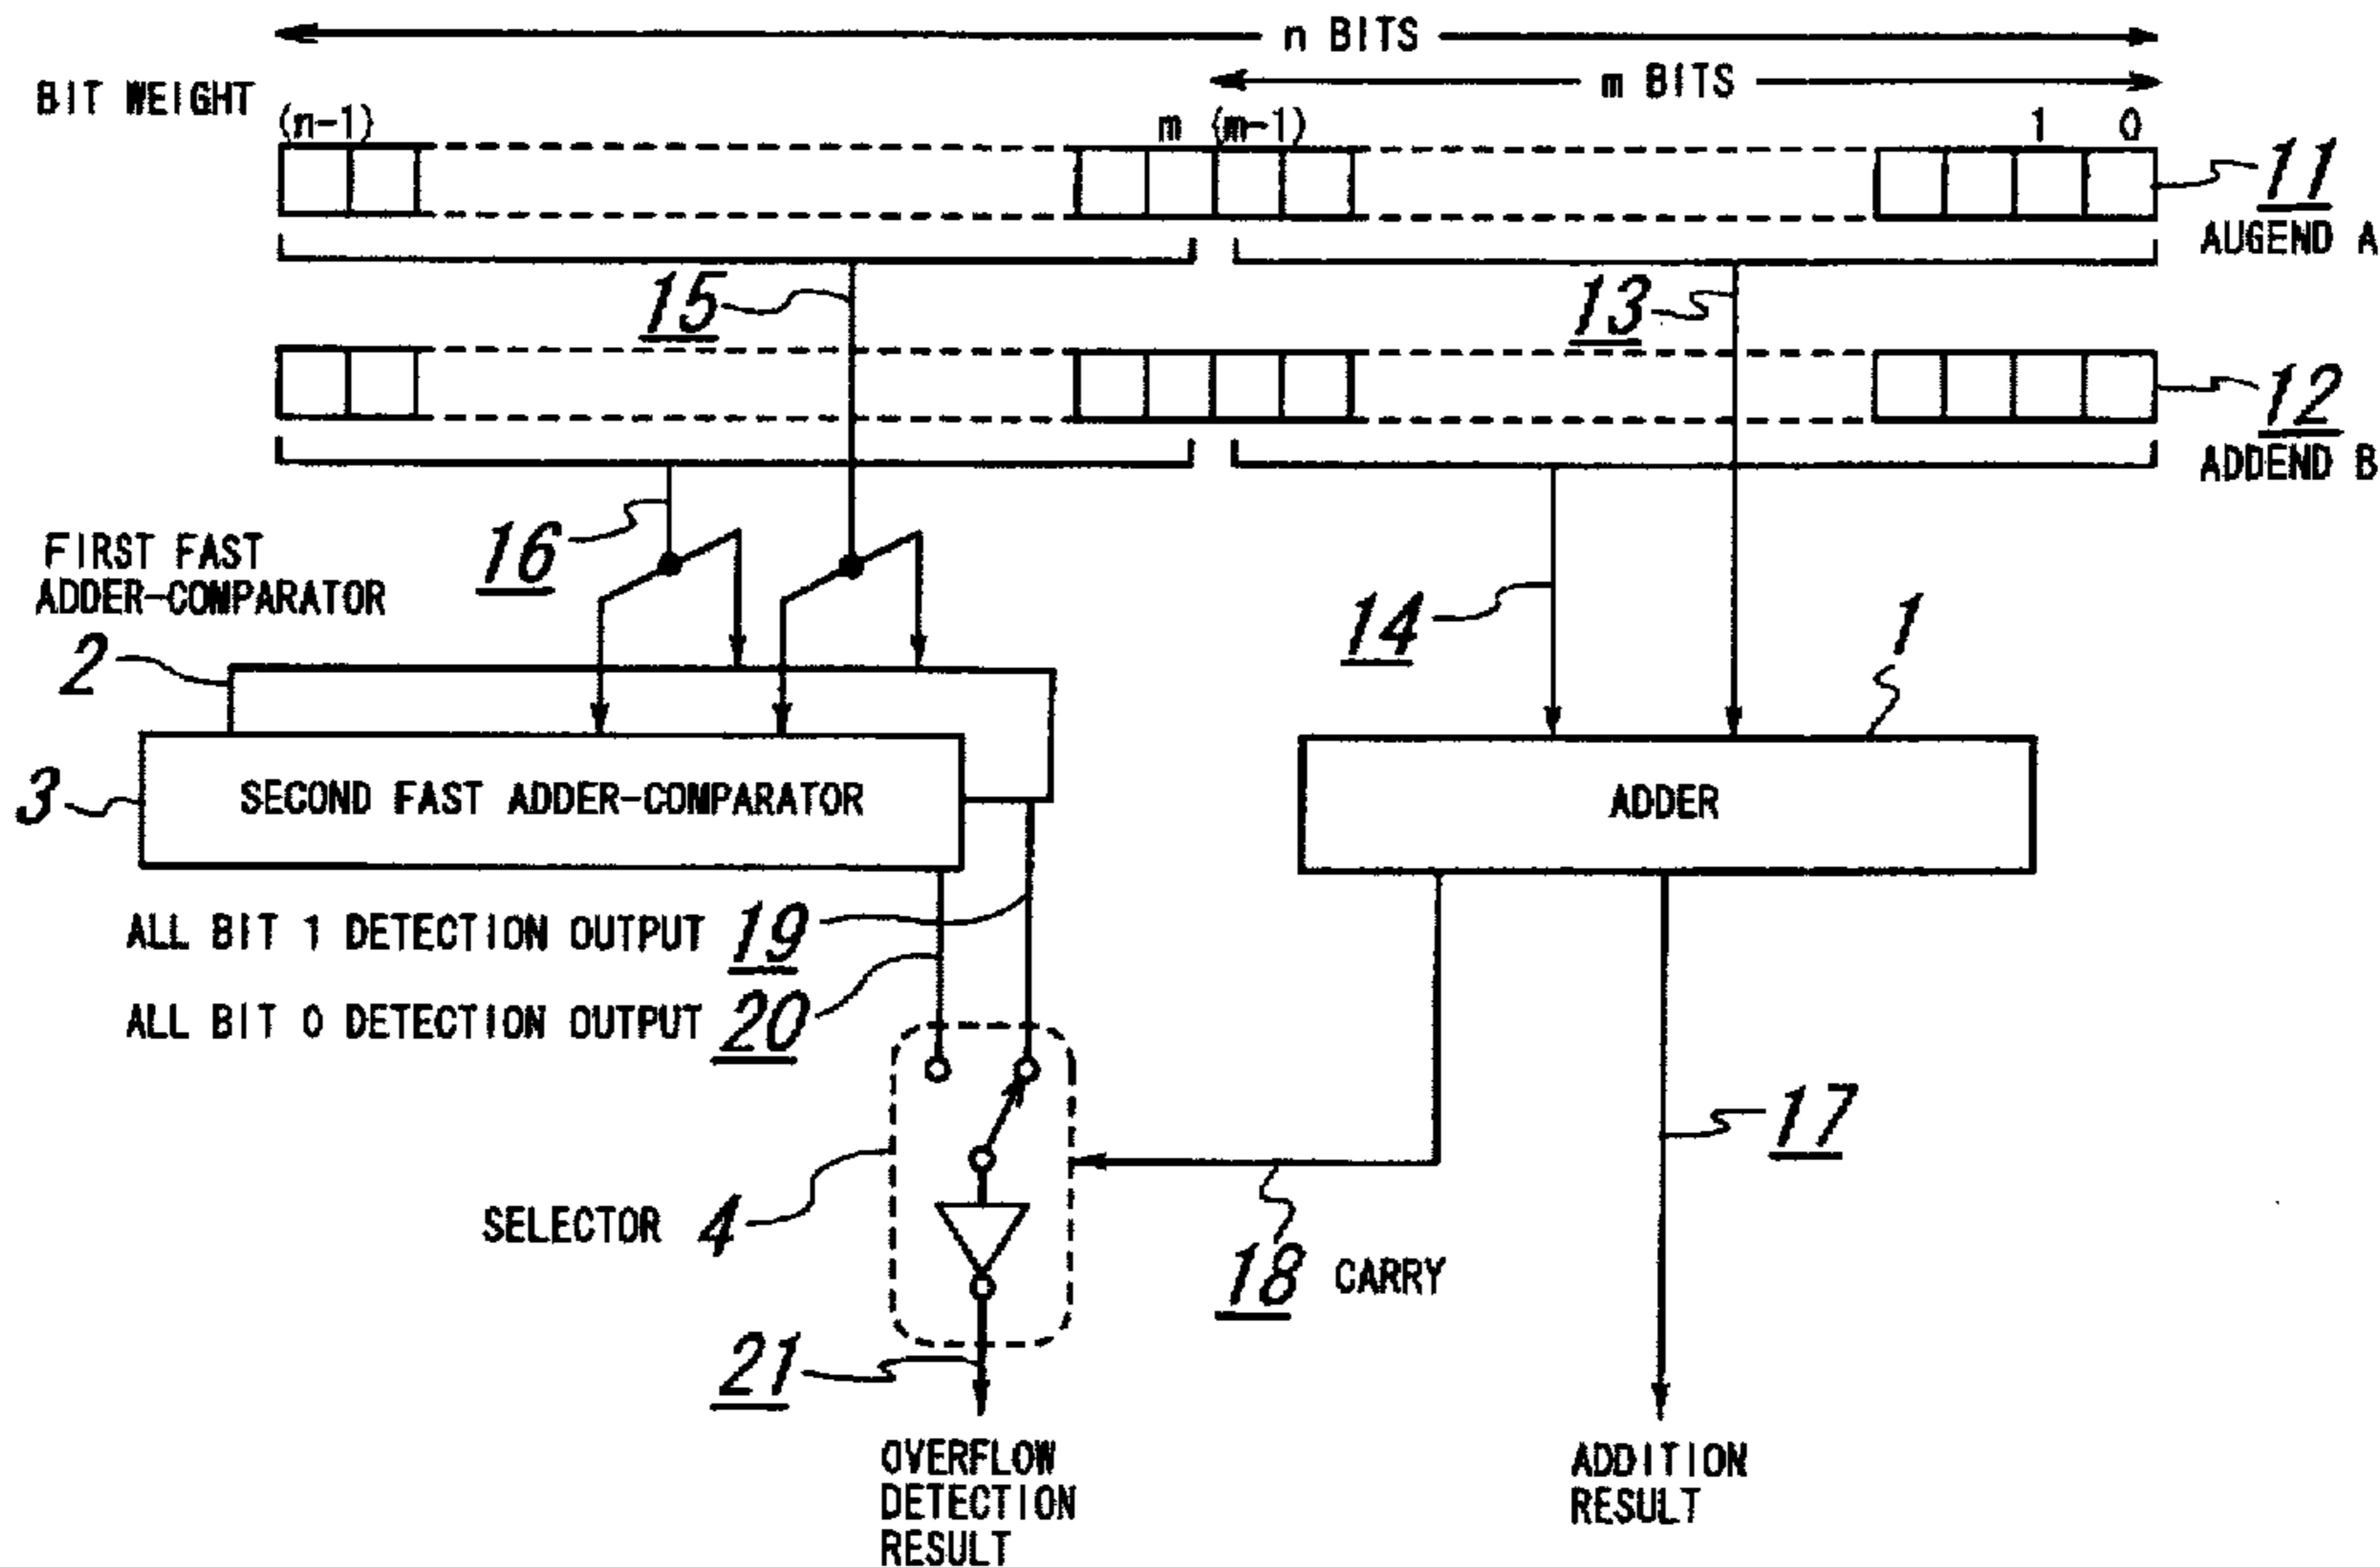 n BITS
m BITS
BIT WEIGHT
(n-1) m (m-1) 1 0
11
AUGEND A
15
13
12
ADDEND B
16
FIRST FAST
ADDER-COMPARATOR
14
1
2
3
SECOND FAST ADDER-COMPARATOR
ADDER
ALL BIT 1 DETECTION OUTPUT 19
ALL BIT 0 DETECTION OUTPUT 20
17
SELECTOR 4
18 CARRY
21
OVERFLOW
DETECTION
RESULT
ADDITION
RESULT